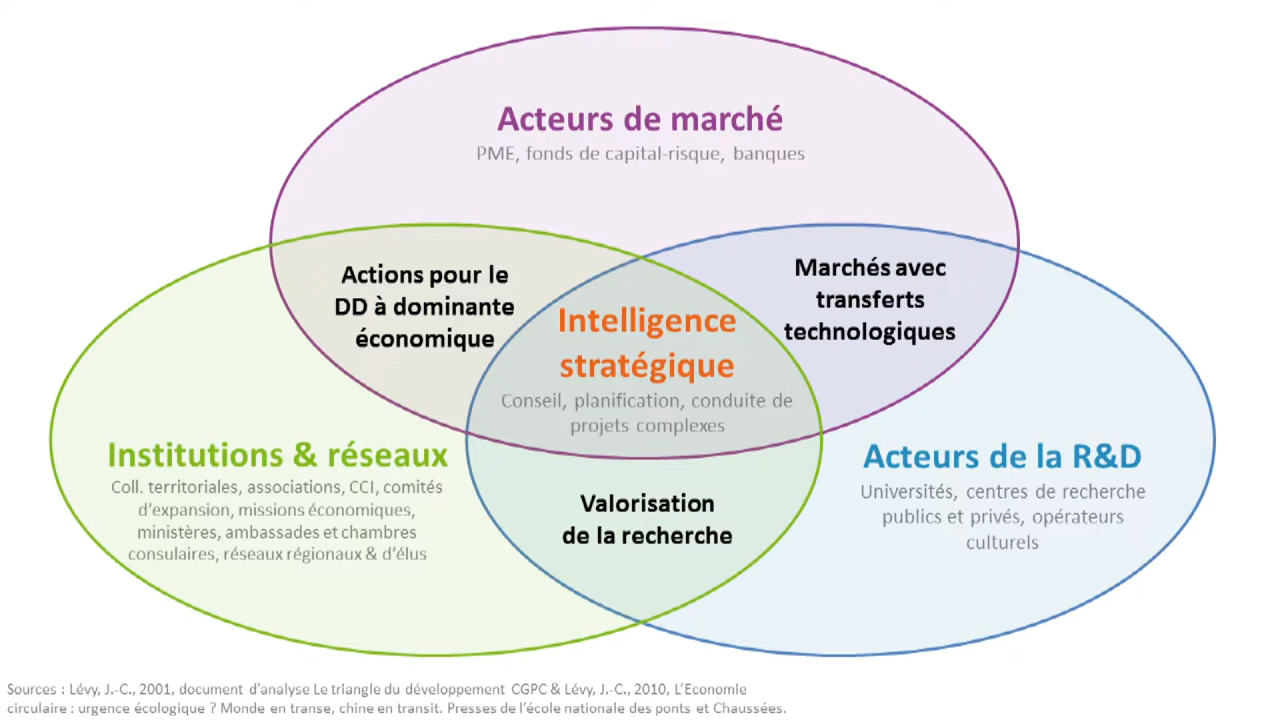 Acteurs de marché
PME, fonds de capital-risque, banques
Actions pour le
DD à dominante
économique
Intelligence
stratégique
Conseil, planification, conduite de
projets complexes
Marchés avec
transferts
technologiques
Institutions & réseaux
Coll. territoriales, associations, CCI, comités
d’expansion, missions économiques,
ministères, ambassades et chambres
consulaires, réseaux régionaux & d’élus
Valorisation
de la recherche
Acteurs de la R&D
Universités, centres de recherche
publics et privés, opérateurs
culturels
Sources : Lévy, J.-C., 2001, document d’analyse Le triangle du développement CGPC & Lévy, J.-C., 2010, L’Economie
circulaire : urgence écologique ? Monde en transe, chine en transit. Presses de l’école nationale des ponts et Chaussées.